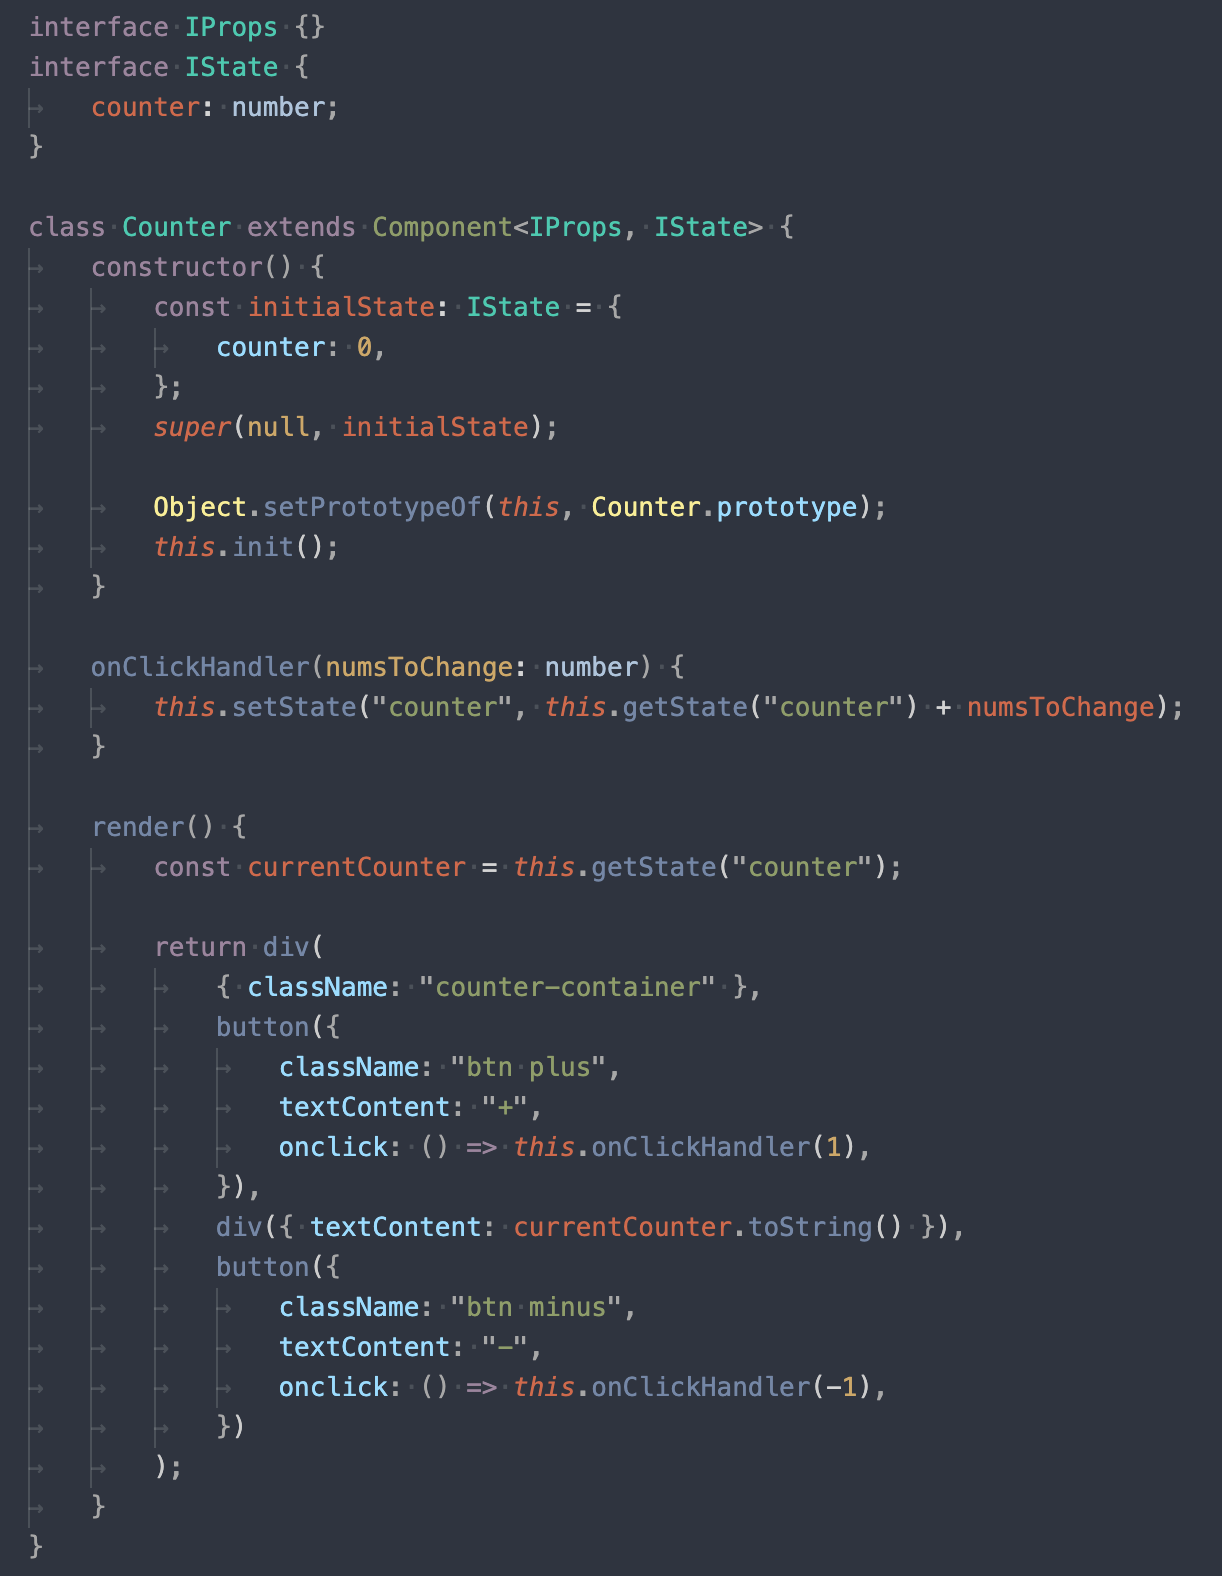 interface IProps {}
interface IState {
	counter: number;
}

class Counter extends Component<IProps, IState> {
	constructor() {
		const initialState: IState = {
			counter: 0,
		};
		super(null, initialState);

		Object.setPrototypeOf(this, Counter.prototype);
		this.init();
	}

	onClickHandler(numsToChange: number) {
		this.setState("counter", this.getState("counter") + numsToChange);
	}

	render() {
		const currentCounter = this.getState("counter");

		return div(
			{ className: "counter-container" },
			button({
				className: "btn plus",
				textContent: "+",
				onclick: () => this.onClickHandler(1),
			}),
			div({ textContent: currentCounter.toString() }),
			button({
				className: "btn minus",
				textContent: "-",
				onclick: () => this.onClickHandler(-1),
			})
		);
	}
}